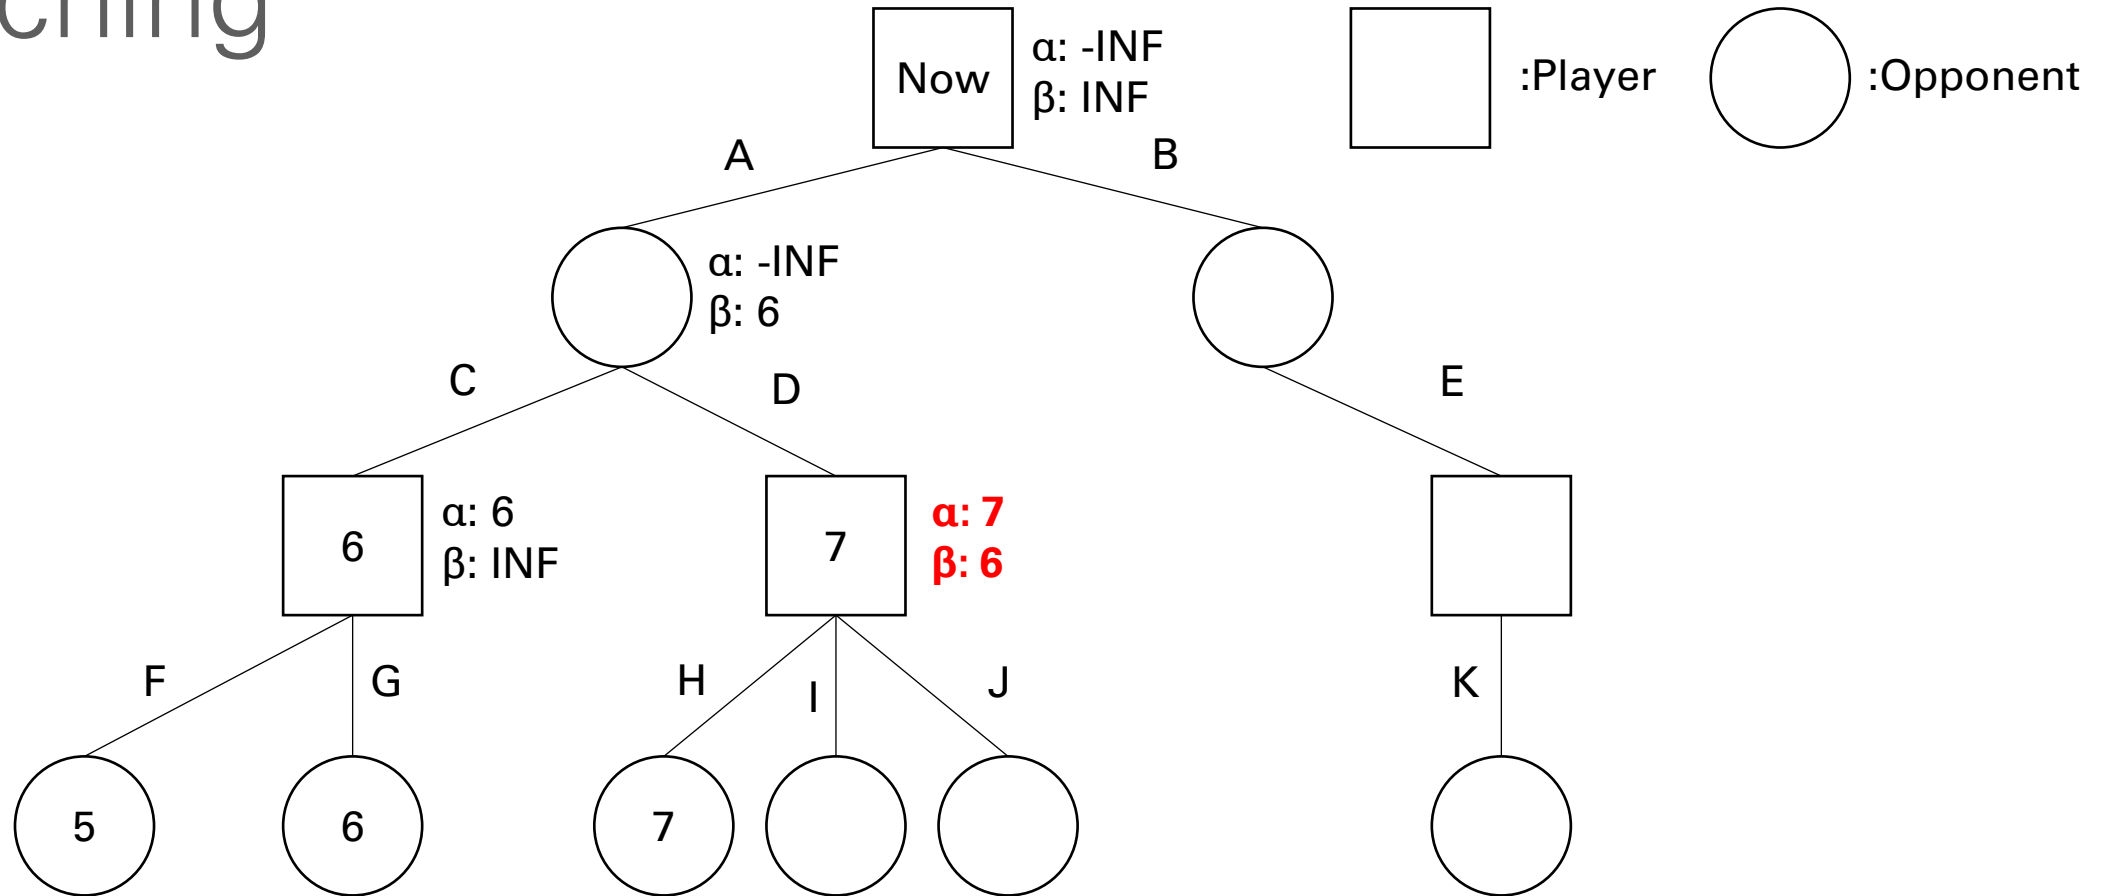 ching
Now
α: -INF
β: INF
:Player
:Opponent
A
B
α: -INF
β: 6
C
D
E
6
α: 6
β: INF
7
α: 7
β: 6
F
G
H
I
J
K
5
6
7